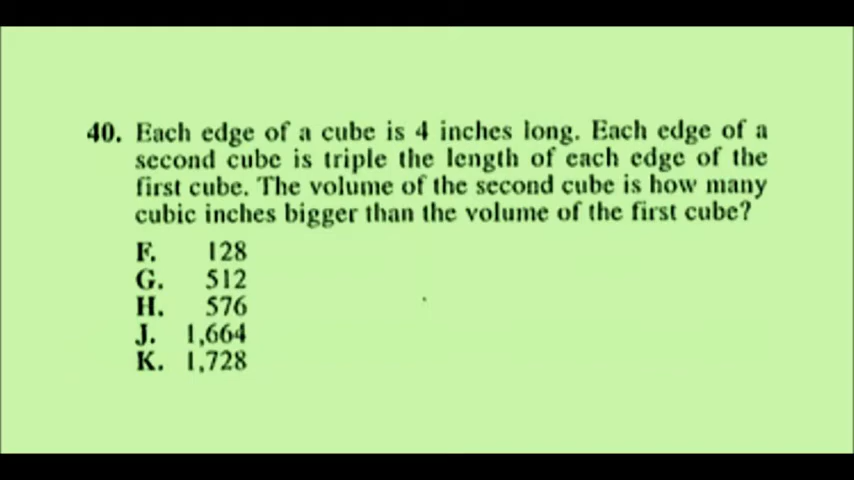 40. Each edge of a cube is 4 inches long. Each edge of a
second cube is triple the length of each edge of the
first cube. The volume of the second cube is how many
cubic inches bigger than the volume of the first cube?
F. 128
G. 512
H. 576
J. 1,664
K. 1,728